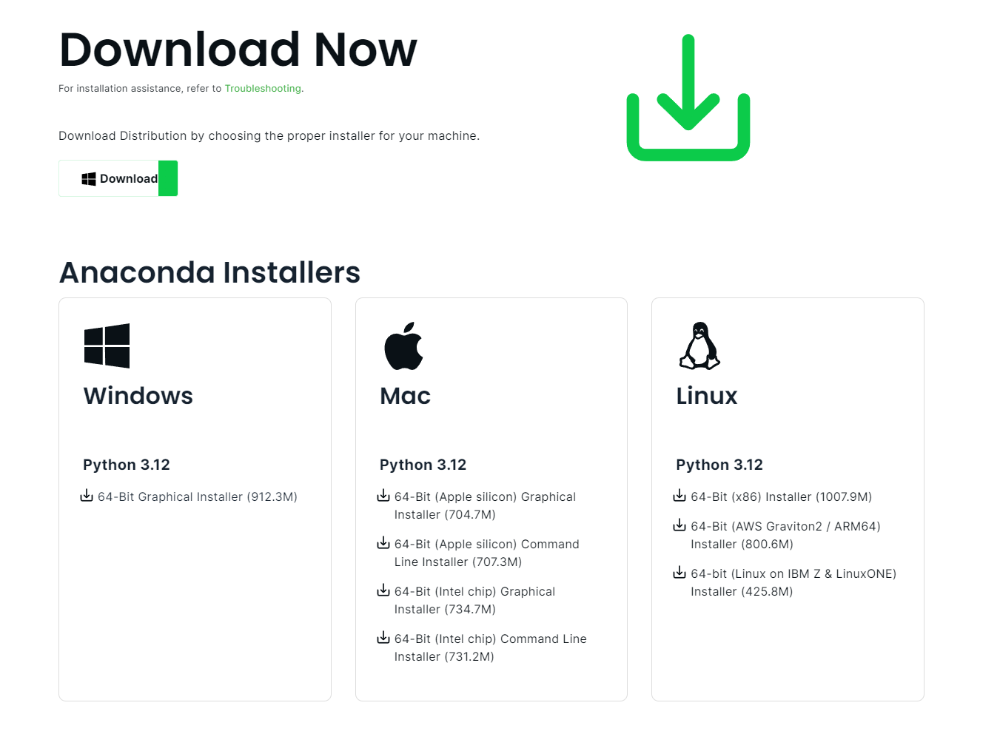 Download Now
For installation assistance, refer to Troubleshooting.
Download Distribution by choosing the proper installer for your machine.
Download
Anaconda Installers
Windows
Python 3.12
64-Bit Graphical Installer (912.3M)
Mac
Python 3.12
64-Bit (Apple silicon) Graphical
Installer (704.7M)
64-Bit (Apple silicon) Command
Line Installer (707.3M)
64-Bit (Intel chip) Graphical
Installer (734.7M)
64-Bit (Intel chip) Command Line
Installer (731.2M)
Linux
Python 3.12
64-Bit (x86) Installer (1007.9M)
64-Bit (AWS Graviton2 / ARM64)
Installer (800.6M)
64-bit (Linux on IBM Z & LinuxONE)
Installer (425.8M)